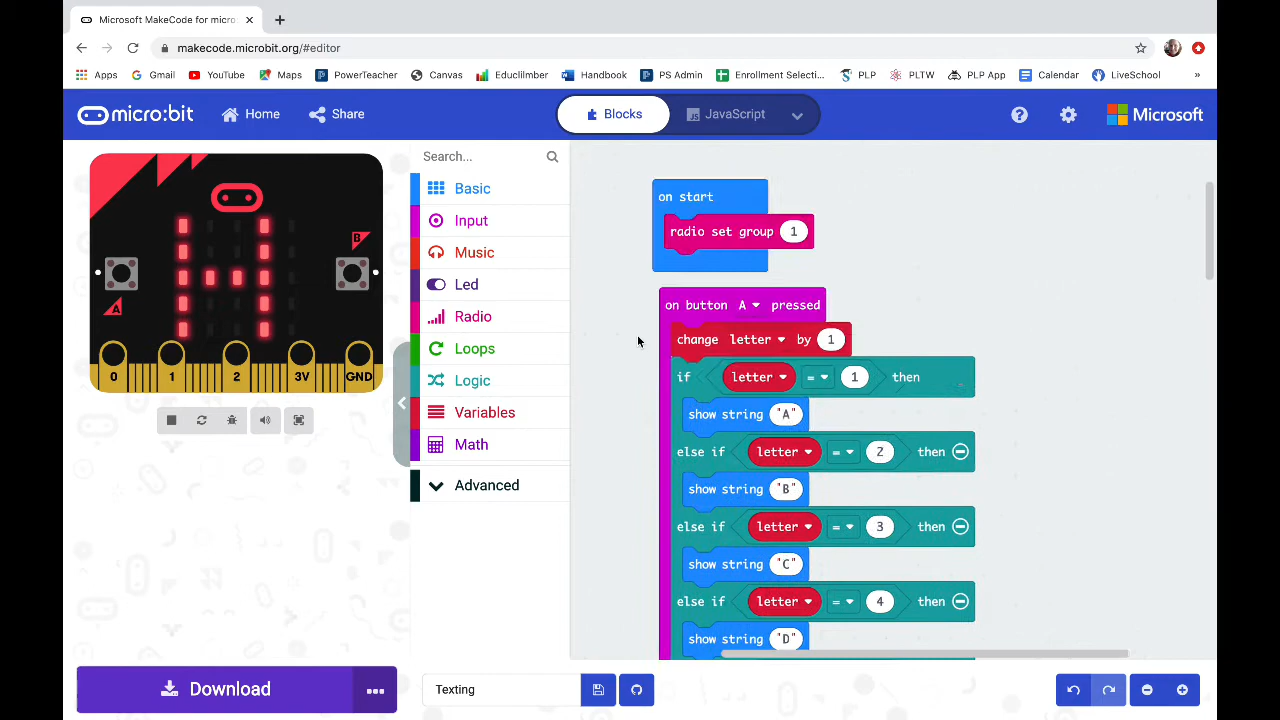 Microsoft MakeCode for micro
makecode.microbit.org/#editor
Apps Gmail YouTube Maps PowerTeacher Canvas EduclImber Handbook PS Admin Enrollment Selecti... PLP PLTW PLP App Calendar LiveSchool »
micro:bit Home Share Blocks JavaScript ? Microsoft
A
B
0 1 2 3V GND
Search...
Basic
Input
Music
Led
Radio
Loops
Logic
Variables
Math
Advanced
on start
radio set group 1
on button A pressed
change letter by 1
if letter = 1 then
show string "A"
else if letter = 2 then
show string "B"
else if letter = 3 then
show string "C"
else if letter = 4 then
show string "D"
Download ... Texting